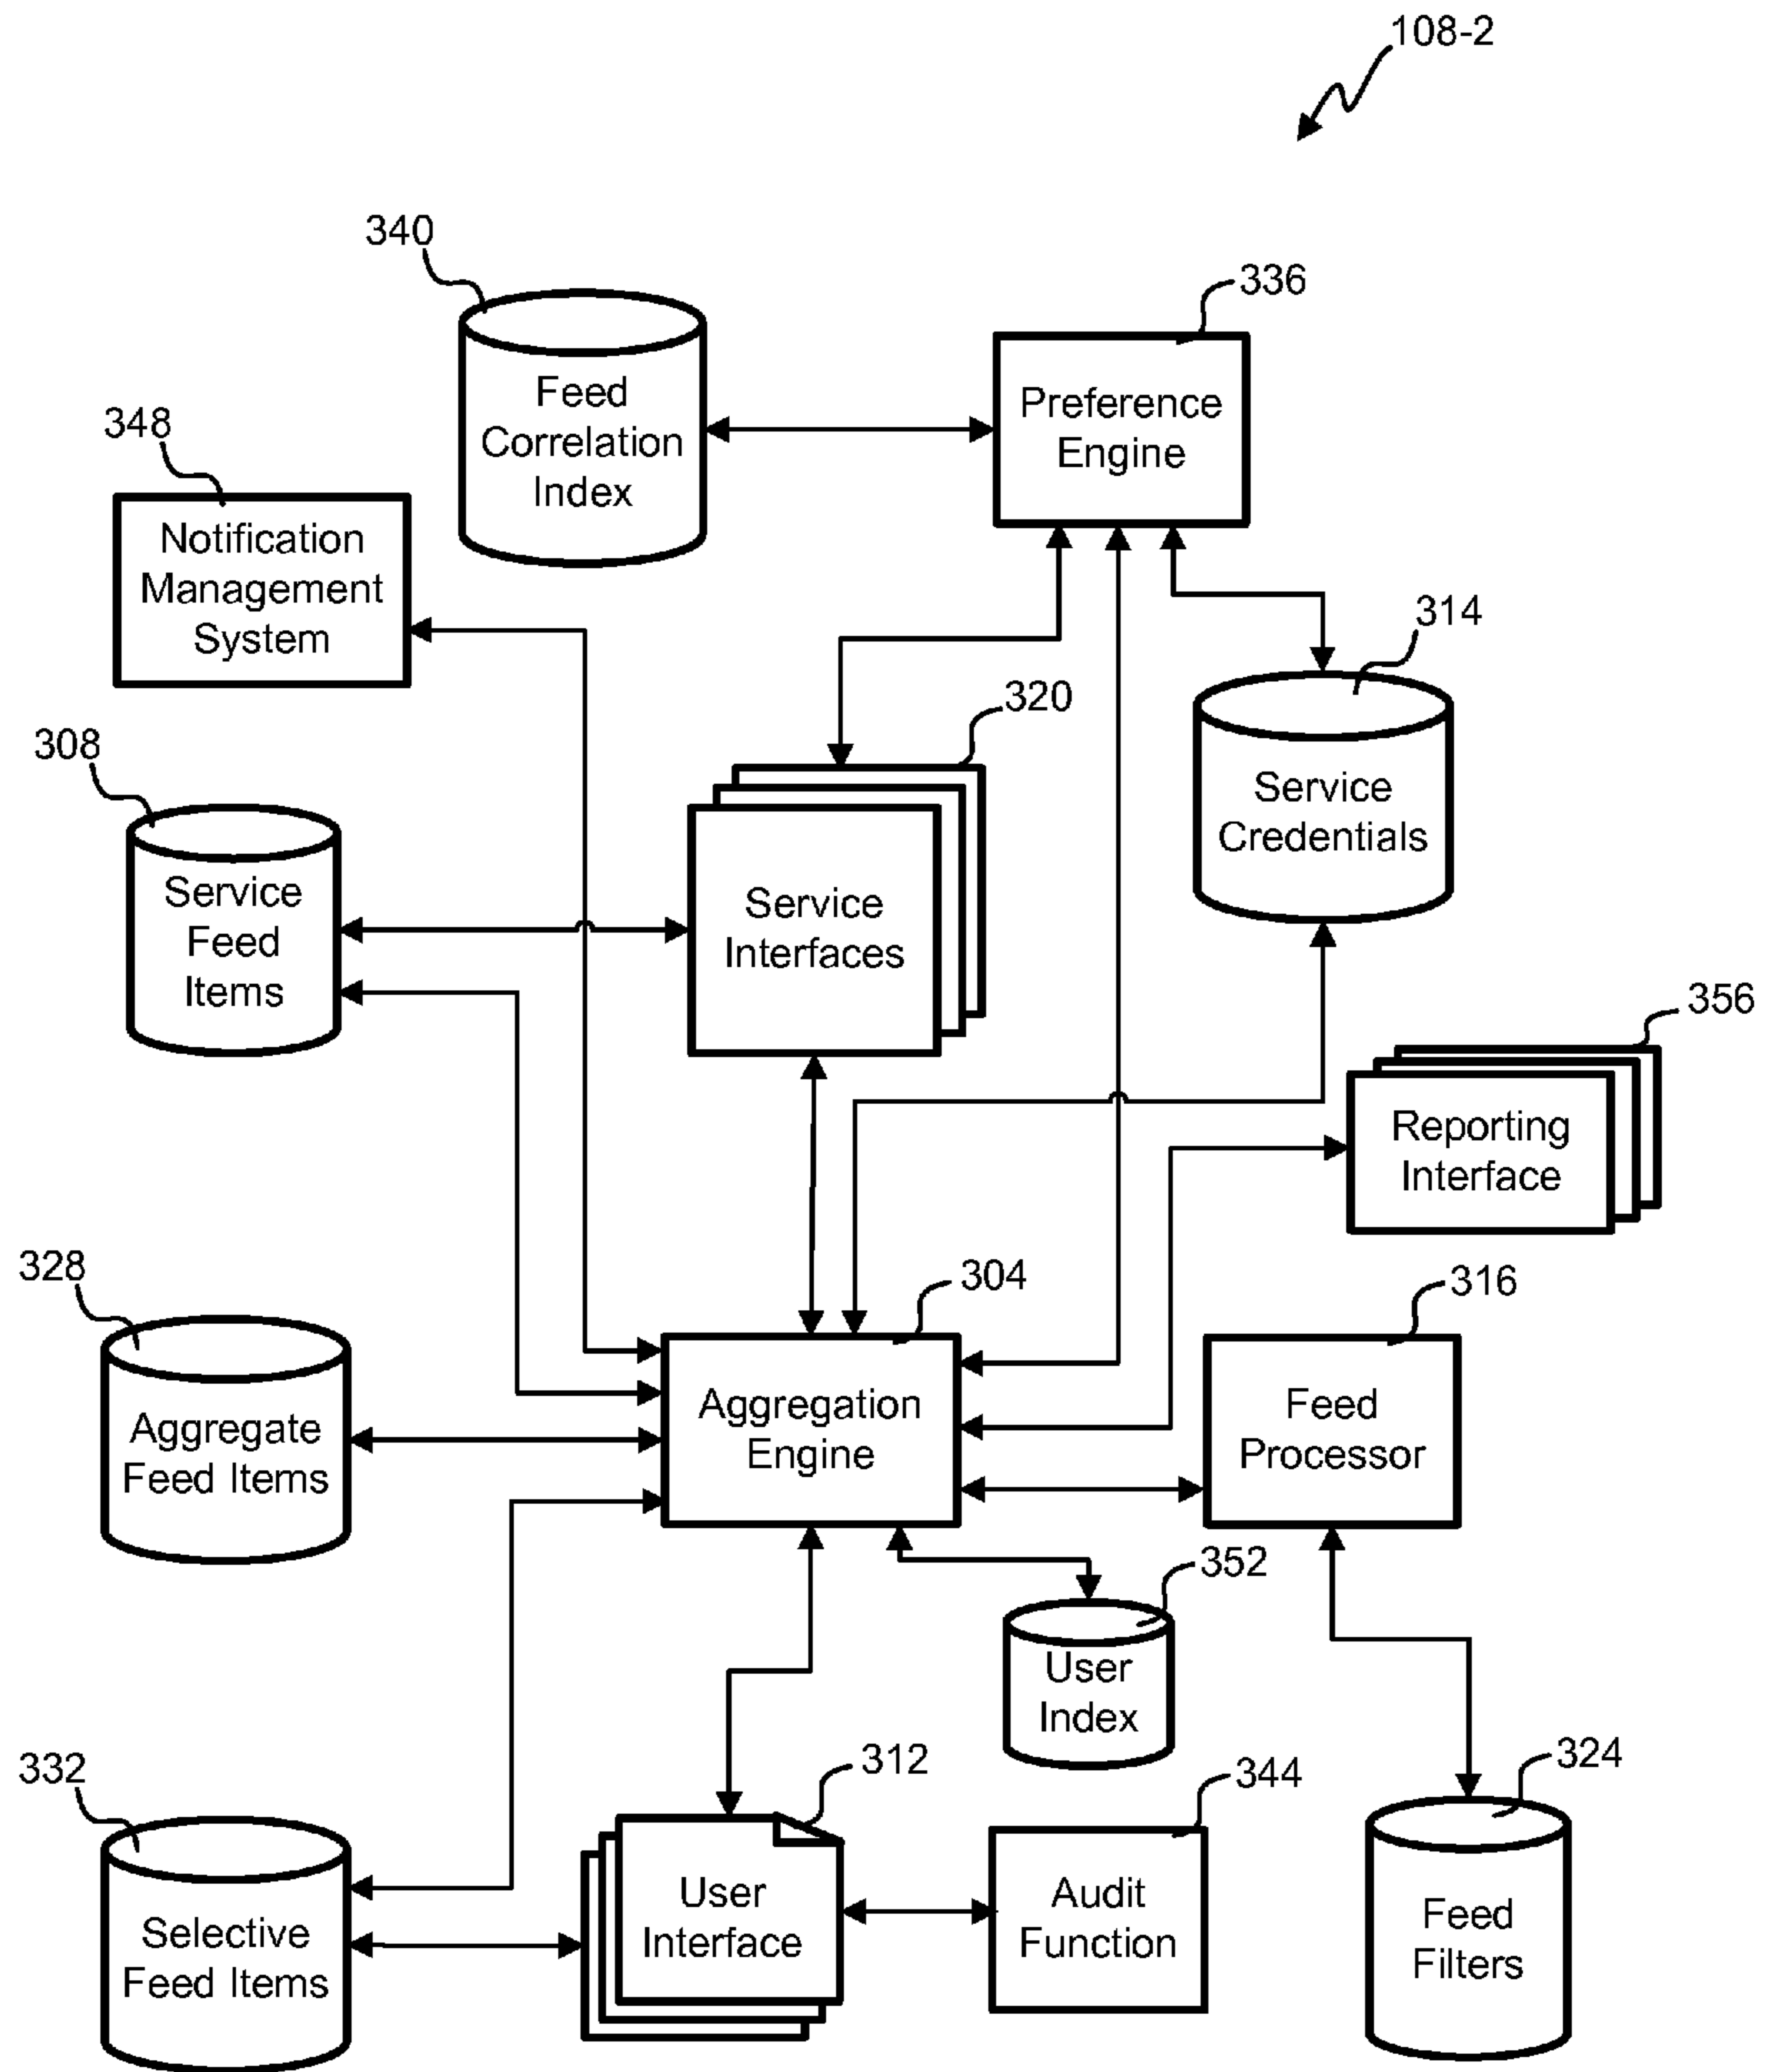 108-2
340
Feed
Correlation
Index
336
Preference
Engine
348
Notification
Management
System
314
Service
Credentials
320
Service
Interfaces
308
Service
Feed
Items
356
Reporting
Interface
328
Aggregate
Feed Items
304
Aggregation
Engine
316
Feed
Processor
352
User
Index
332
Selective
Feed Items
312
User
Interface
344
Audit
Function
324
Feed
Filters